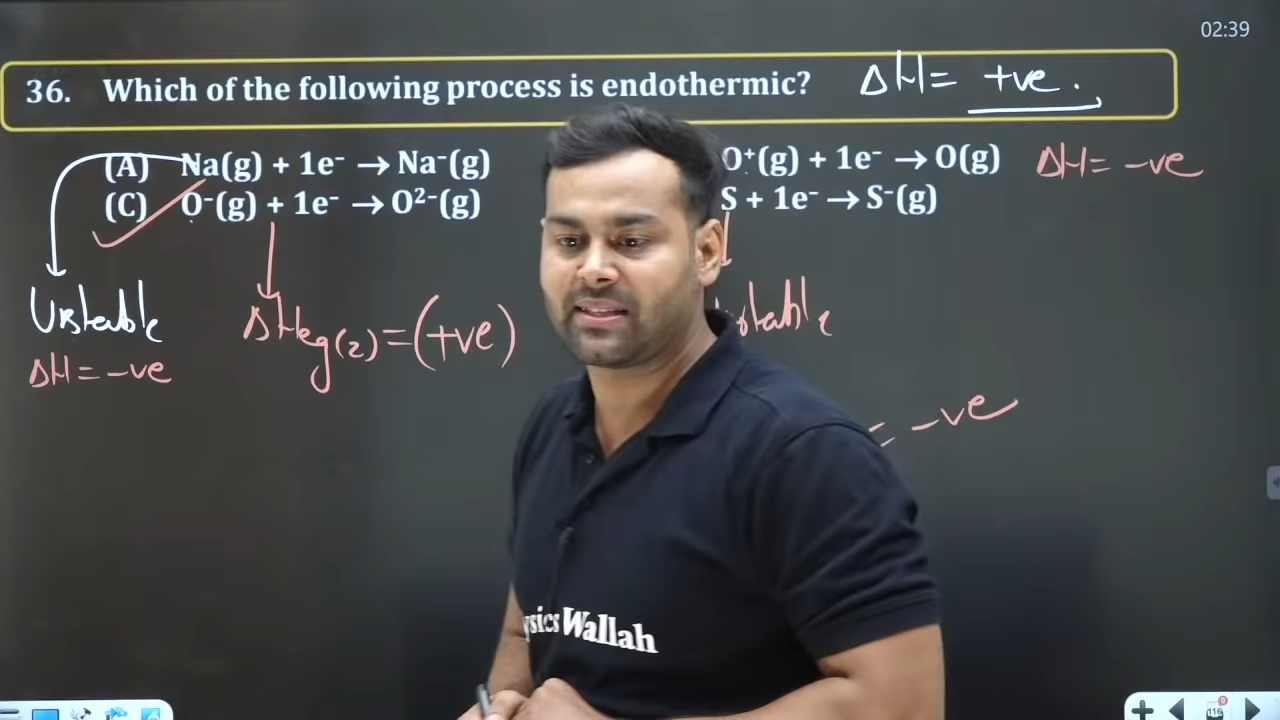 02:39
36. Which of the following process is endothermic? ΔH = +ve.
(A) Na(g) + 1e⁻ → Na⁻(g) O⁺(g) + 1e⁻ → O(g) ΔH = -ve
(C) O⁻(g) + 1e⁻ → O²⁻(g) S + 1e⁻ → S⁻(g)
Unstable
ΔH = -ve
ΔHeg(2) = (+ve)
= -ve
Wallah
116